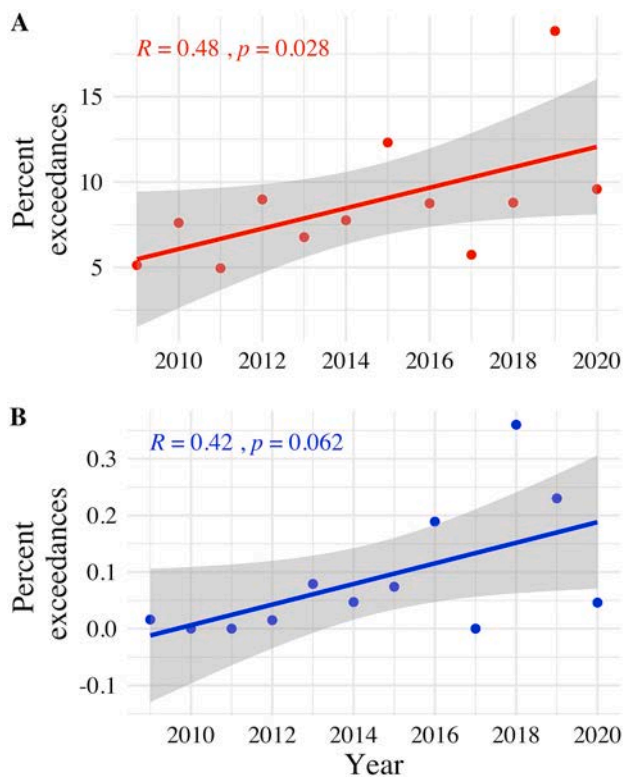 A
R = 0.48 , p = 0.028
Percent
exceedances
15
10
5
2010 2012 2014 2016 2018 2020
B
R = 0.42 , p = 0.062
Percent
exceedances
0.3
0.2
0.1
0.0
-0.1
2010 2012 2014 2016 2018 2020
Year